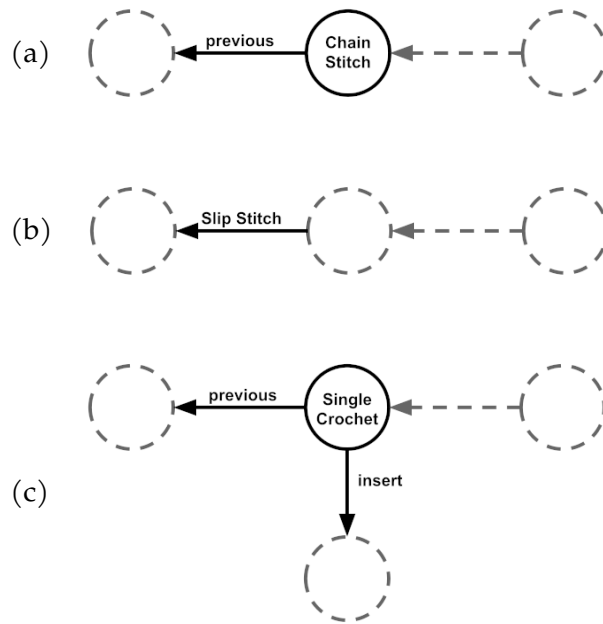 (a)
previous
Chain
Stitch
(b)
Slip Stitch
(c)
previous
Single
Crochet
insert